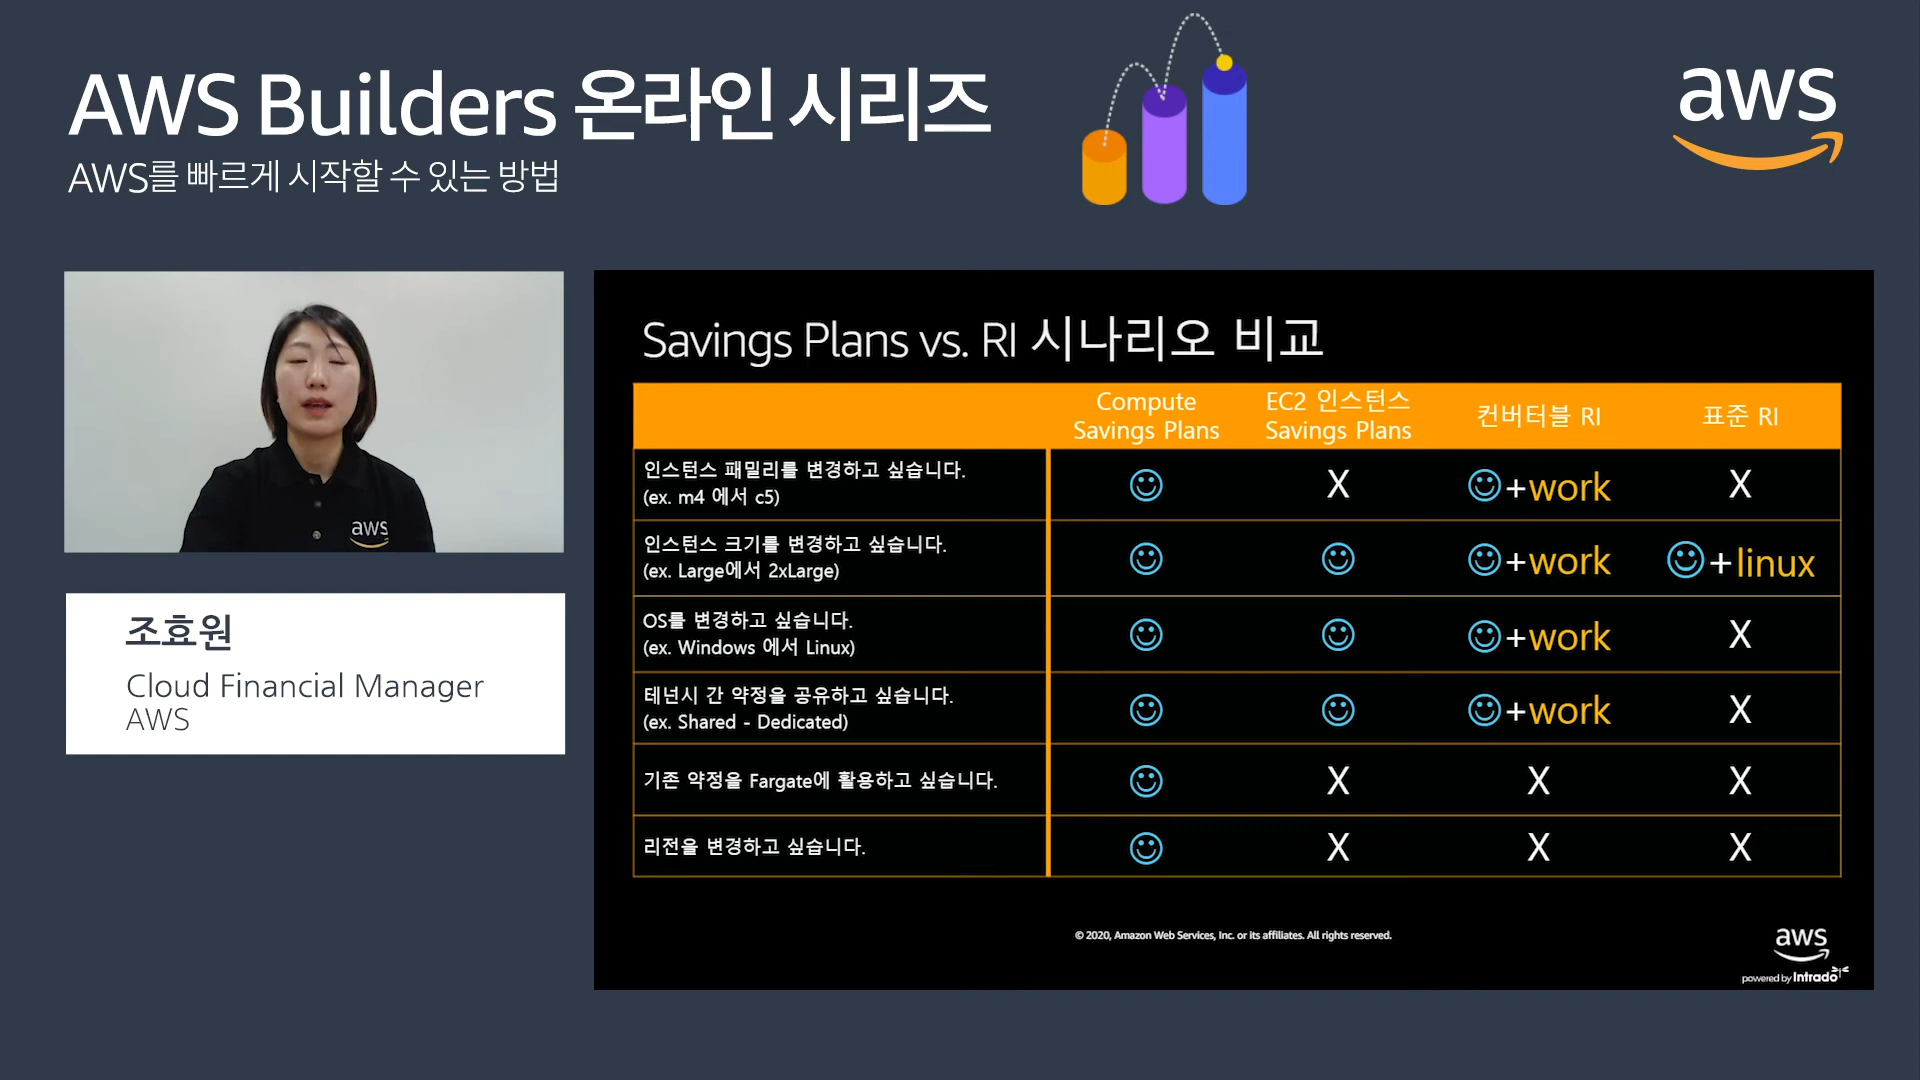 AWS Builders 온라인 시리즈
AWS를 빠르게 시작할 수 있는 방법
aws
aws
조효원
Cloud Financial Manager
AWS
Savings Plans vs. RI 시나리오 비교
Compute Savings Plans
EC2 인스턴스 Savings Plans
컨버터블 RI
표준 RI
인스턴스 패밀리를 변경하고 싶습니다.
(ex. m4 에서 c5)
X
+work
X
인스턴스 크기를 변경하고 싶습니다.
(ex. Large에서 2xLarge)
+work
+linux
OS를 변경하고 싶습니다.
(ex. Windows 에서 Linux)
+work
X
테넌시 간 약정을 공유하고 싶습니다.
(ex. Shared - Dedicated)
+work
X
기존 약정을 Fargate에 활용하고 싶습니다.
X
X
X
리전을 변경하고 싶습니다.
X
X
X
© 2020, Amazon Web Services, Inc. or its affiliates. All rights reserved.
aws
powered by Intrado